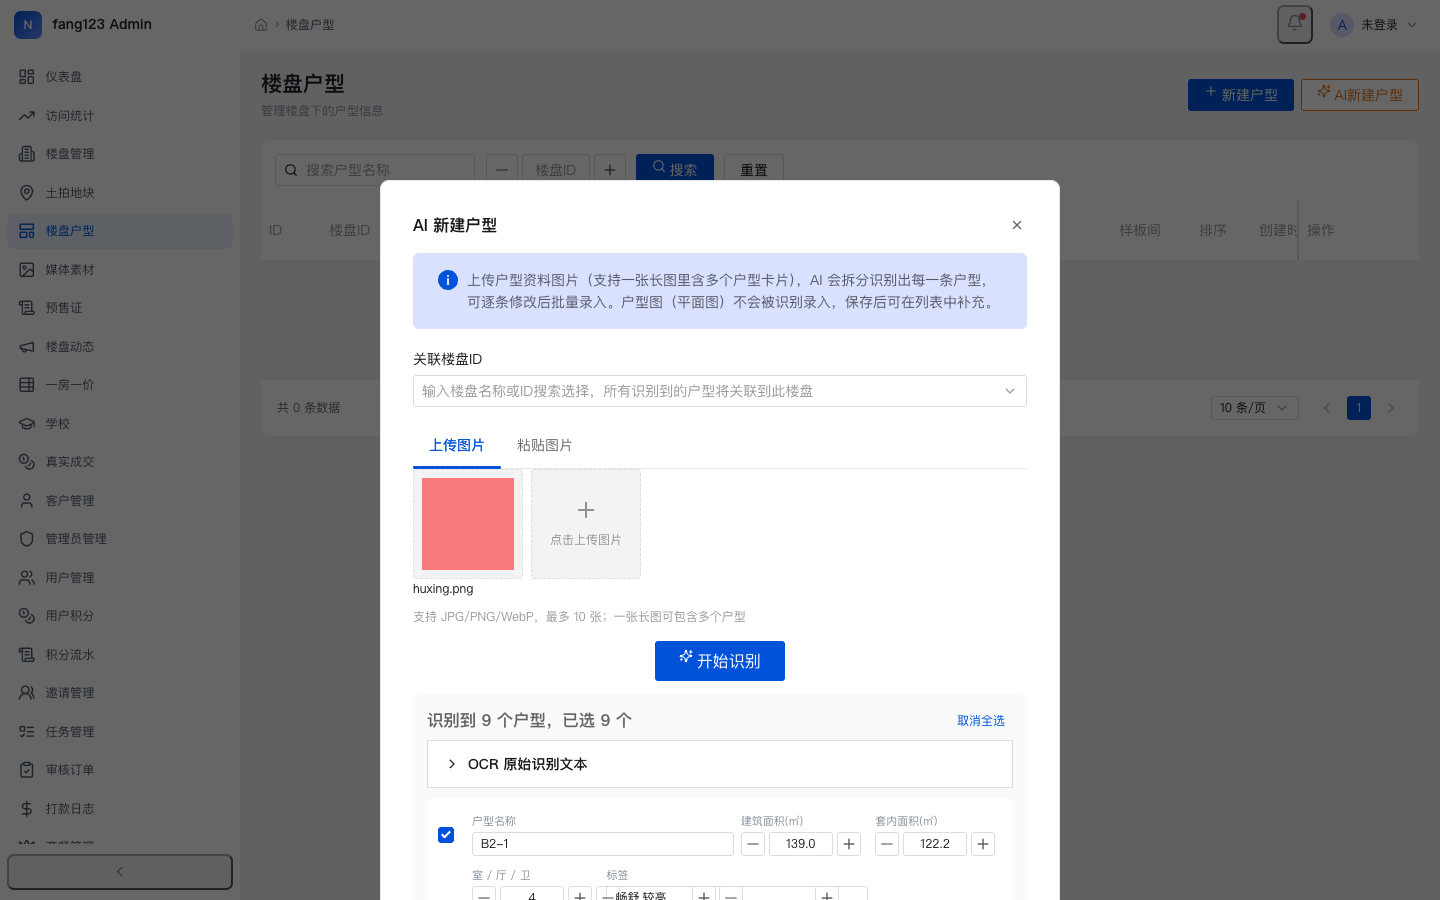 N
fang123 Admin
楼盘户型
A
未登录
仪表盘
访问统计
楼盘管理
土拍地块
楼盘户型
媒体素材
预售证
楼盘动态
一房一价
学校
真实成交
客户管理
管理员管理
用户管理
用户积分
积分流水
邀请管理
任务管理
审核订单
打款日志
楼盘户型
管理楼盘下的户型信息
新建户型
AI新建户型
搜索户型名称
楼盘ID
搜索
重置
ID
楼盘ID
样板间
排序
创建时
操作
共 0 条数据
10 条/页
1
AI 新建户型
上传户型资料图片（支持一张长图里含多个户型卡片），AI 会拆分识别出每一条户型，
可逐条修改后批量录入。户型图（平面图）不会被识别录入，保存后可在列表中补充。
关联楼盘ID
输入楼盘名称或ID搜索选择，所有识别到的户型将关联到此楼盘
上传图片
粘贴图片
点击上传图片
huxing.png
支持 JPG/PNG/WebP，最多 10 张；一张长图可包含多个户型
开始识别
识别到 9 个户型，已选 9 个
取消全选
OCR 原始识别文本
户型名称
建筑面积(㎡)
套内面积(㎡)
B2-1
139.0
122.2
室 / 厅 / 卫
标签
4
畅舒 较高